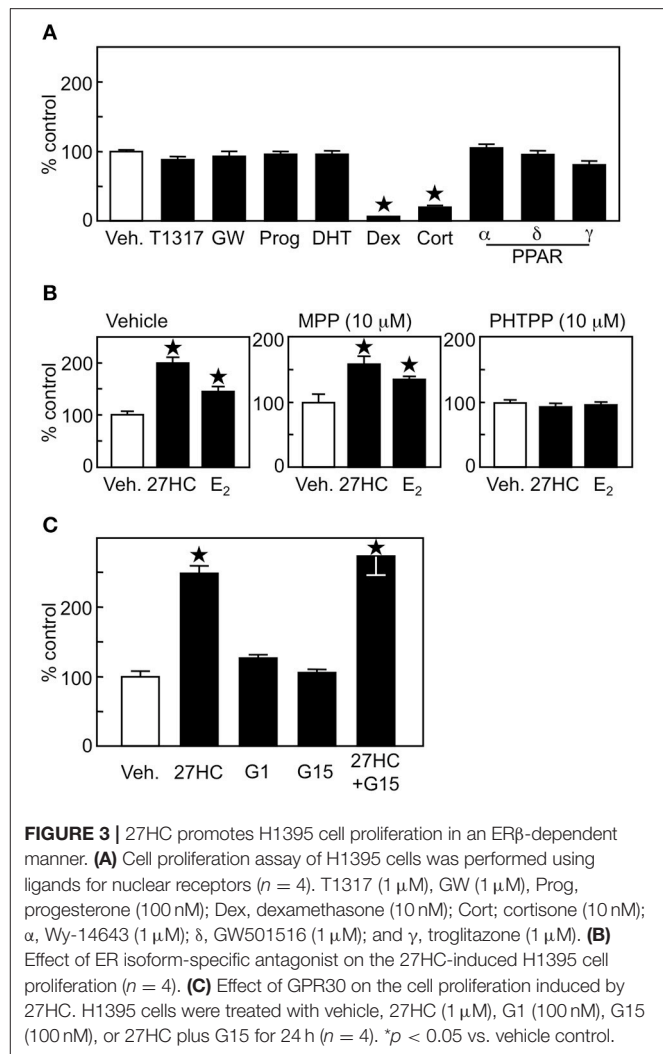 A
% control
200
100
0
Veh. T1317 GW Prog DHT Dex Cort α δ γ
PPAR
★ ★
B
Vehicle
% control
200
100
0
Veh. 27HC E₂
★ ★
MPP (10 μM)
200
100
0
Veh. 27HC E₂
★ ★
PHTPP (10 μM)
200
100
0
Veh. 27HC E₂
C
% control
200
100
0
Veh. 27HC G1 G15 27HC
+G15
★ ★
FIGURE 3 | 27HC promotes H1395 cell proliferation in an ERβ-dependent
manner. (A) Cell proliferation assay of H1395 cells was performed using
ligands for nuclear receptors (n = 4). T1317 (1 μM), GW (1 μM), Prog,
progesterone (100 nM); Dex, dexamethasone (10 nM); Cort; cortisone (10 nM);
α, Wy-14643 (1 μM); δ, GW501516 (1 μM); and γ, troglitazone (1 μM). (B)
Effect of ER isoform-specific antagonist on the 27HC-induced H1395 cell
proliferation (n = 4). (C) Effect of GPR30 on the cell proliferation induced by
27HC. H1395 cells were treated with vehicle, 27HC (1 μM), G1 (100 nM), G15
(100 nM), or 27HC plus G15 for 24 h (n = 4). *p < 0.05 vs. vehicle control.